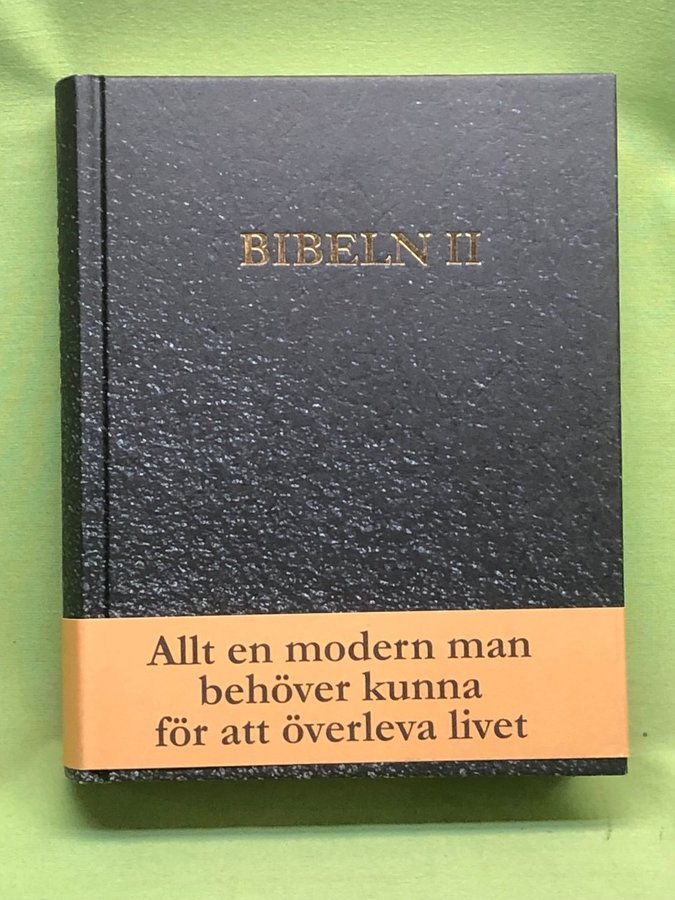 BIBELN II
Allt en modern man
behöver kunna
för att överleva livet